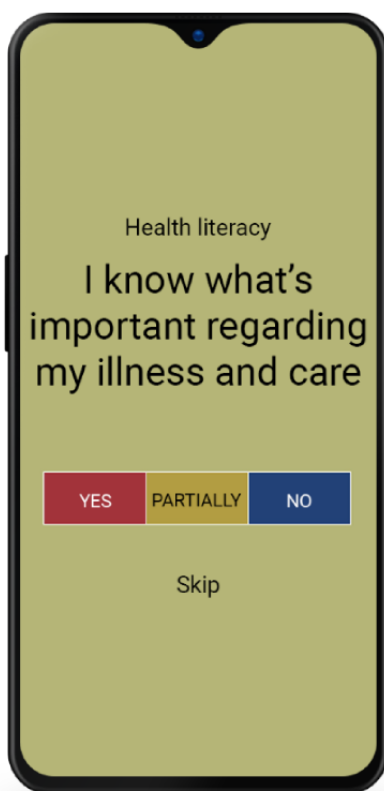 Health literacy
I know what’s
important regarding
my illness and care
YES PARTIALLY NO
Skip